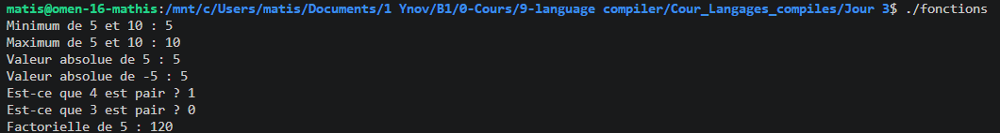 matis@omen-16-mathis:/mnt/c/Users/matis/Documents/1 Ynov/B1/0-Cours/9-language compiler/Cour_Langages_compiles/Jour 3$ ./fonctions
Minimum de 5 et 10 : 5
Maximum de 5 et 10 : 10
Valeur absolue de 5 : 5
Valeur absolue de -5 : 5
Est-ce que 4 est pair ? 1
Est-ce que 3 est pair ? 0
Factorielle de 5 : 120